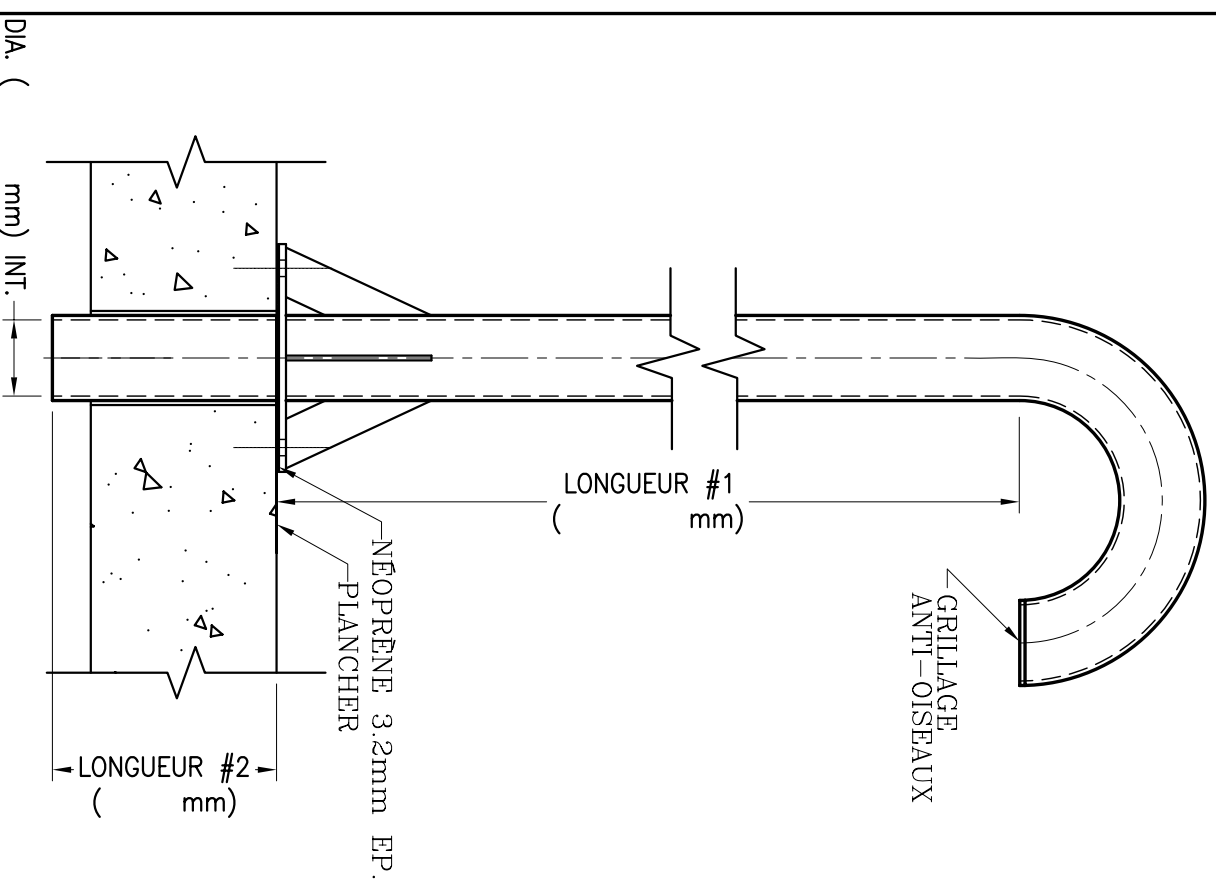 DIA. ( mm) INT.
LONGUEUR #1
( mm)
GRILLAGE
ANTI-OISEAUX
NÉOPRÈNE 3.2mm EP.
PLANCHER
LONGUEUR #2
( mm)